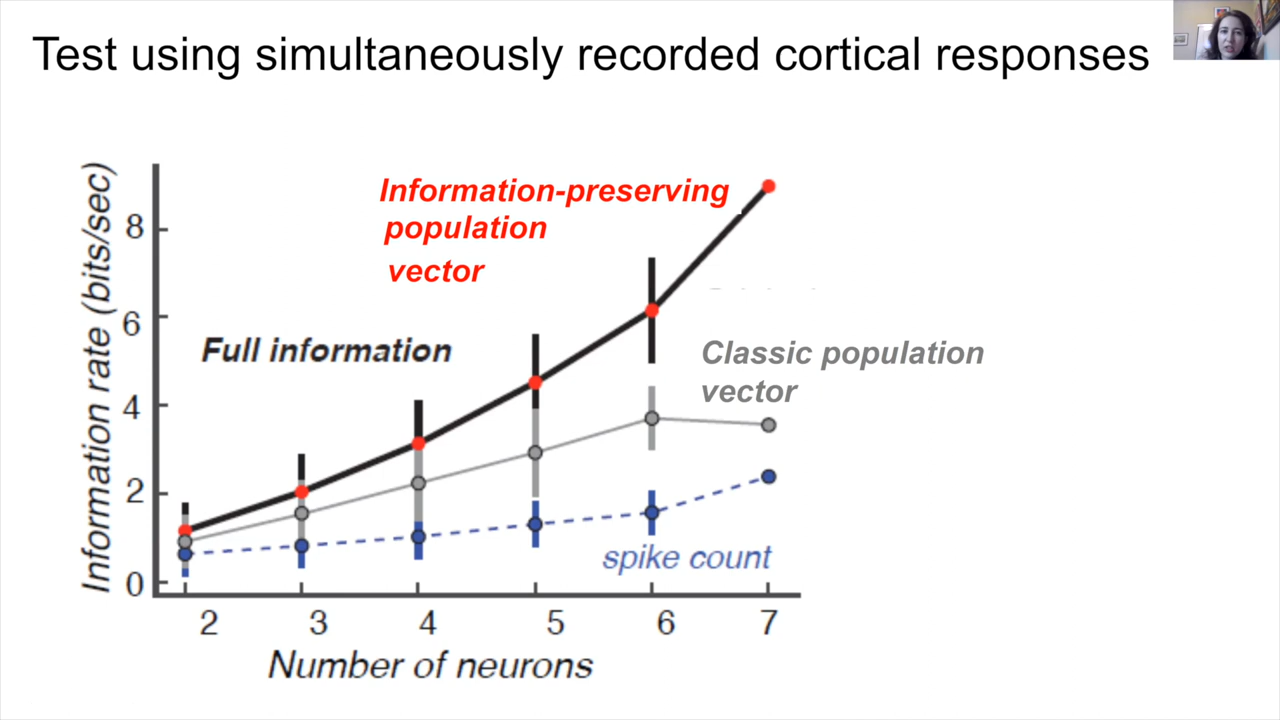 Test using simultaneously recorded cortical responses
Information-preserving
population
vector
Full information
Classic population
vector
spike count
Information rate (bits/sec)
8
6
4
2
0
2 3 4 5 6 7
Number of neurons